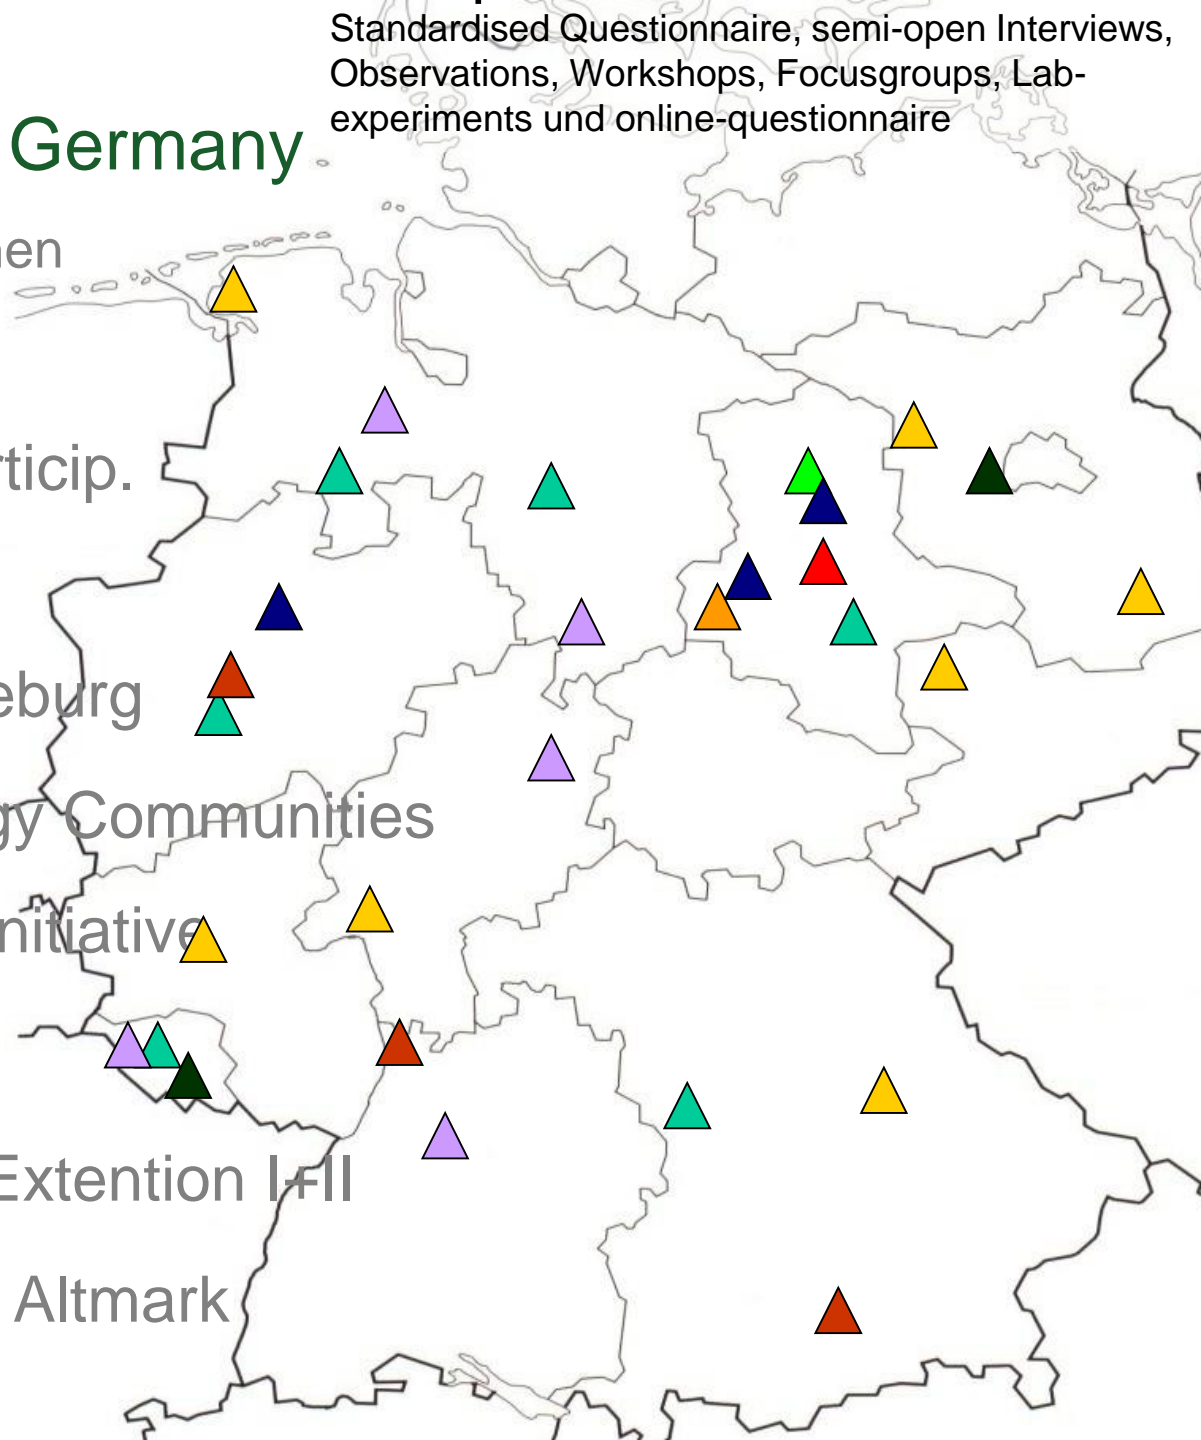 Standardised Questionnaire, semi-open Interviews,
Observations, Workshops, Focusgroups, Lab-
experiments und online-questionnaire
Germany
nen
rticip.
eburg
gy Communities
nitiative
Extention I+II
Altmark